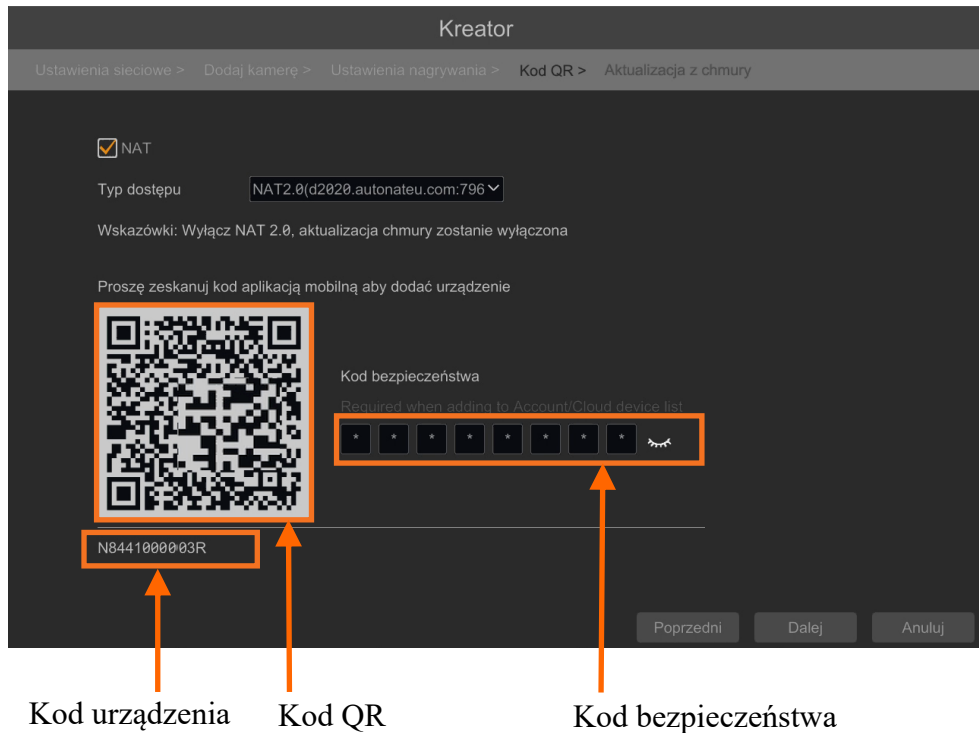 Kreator
Ustawienia sieciowe > Dodaj kamerę > Ustawienia nagrywania > Kod QR > Aktualizacja z chmury
NAT
Typ dostępu NAT2.0(d2020.autonateu.com:796
Wskazówki: Wyłącz NAT 2.0, aktualizacja chmury zostanie wyłączona
Proszę zeskanuj kod aplikacją mobilną aby dodać urządzenie
Kod bezpieczeństwa
Required when adding to Account/Cloud device list
* * * * * * * *
N8441000003R
Poprzedni Dalej Anuluj
Kod urządzenia Kod QR Kod bezpieczeństwa